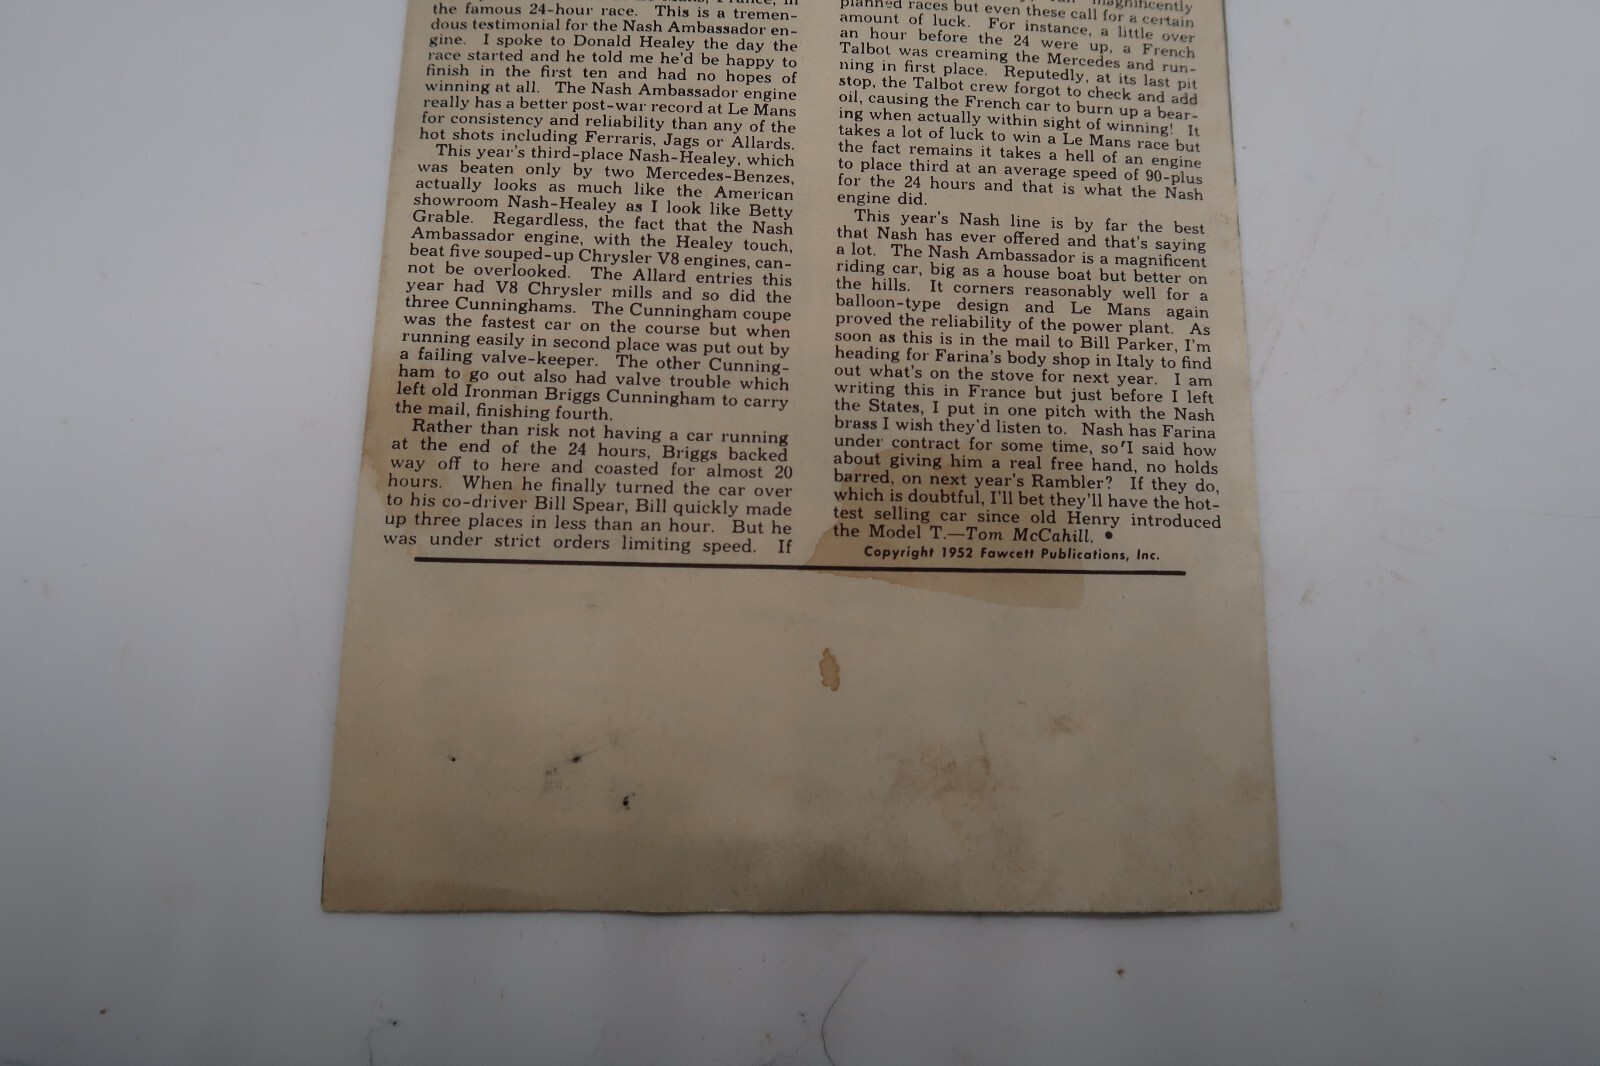 the famous 24-hour race. This is a tremen-
dous testimonial for the Nash Ambassador en-
gine. I spoke to Donald Healey the day the
race started and he told me he'd be happy to
finish in the first ten and had no hopes of
winning at all. The Nash Ambassador engine
really has a better post-war record at Le Mans
for consistency and reliability than any of the
hot shots including Ferraris, Jags or Allards.
This year's third-place Nash-Healey, which
was beaten only by two Mercedes-Benzes,
actually looks as much like the American
showroom Nash-Healey as I look like Betty
Grable. Regardless, the fact that the Nash
Ambassador engine, with the Healey touch,
beat five souped-up Chrysler V8 engines, can-
not be overlooked. The Allard entries this
year had V8 Chrysler mills and so did the
three Cunninghams. The Cunningham coupe
was the fastest car on the course but when
running easily in second place was put out by
a failing valve-keeper. The other Cunning-
ham to go out also had valve trouble which
left old Ironman Briggs Cunningham to carry
the mail, finishing fourth.
Rather than risk not having a car running
at the end of the 24 hours, Briggs backed
way off to here and coasted for almost 20
hours. When he finally turned the car over
to his co-driver Bill Spear, Bill quickly made
up three places in less than an hour. But he
was under strict orders limiting speed. If
magnificently
planned races but even these call for a certain
amount of luck. For instance, a little over
an hour before the 24 were up, a French
Talbot was creaming the Mercedes and run-
ning in first place. Reputedly, at its last pit
stop, the Talbot crew forgot to check and add
oil, causing the French car to burn up a bear-
ing when actually within sight of winning! It
takes a lot of luck to win a Le Mans race but
the fact remains it takes a hell of an engine
to place third at an average speed of 90-plus
for the 24 hours and that is what the Nash
engine did.
This year's Nash line is by far the best
that Nash has ever offered and that's saying
a lot. The Nash Ambassador is a magnificent
riding car, big as a house boat but better on
the hills. It corners reasonably well for a
balloon-type design and Le Mans again
proved the reliability of the power plant. As
soon as this is in the mail to Bill Parker, I'm
heading for Farina's body shop in Italy to find
out what's on the stove for next year. I am
writing this in France but just before I left
the States, I put in one pitch with the Nash
brass I wish they'd listen to. Nash has Farina
under contract for some time, so I said how
about giving him a real free hand, no holds
barred, on next year's Rambler? If they do,
which is doubtful, I'll bet they'll have the hot-
test selling car since old Henry introduced
the Model T.—Tom McCahill. •
Copyright 1952 Fawcett Publications, Inc.